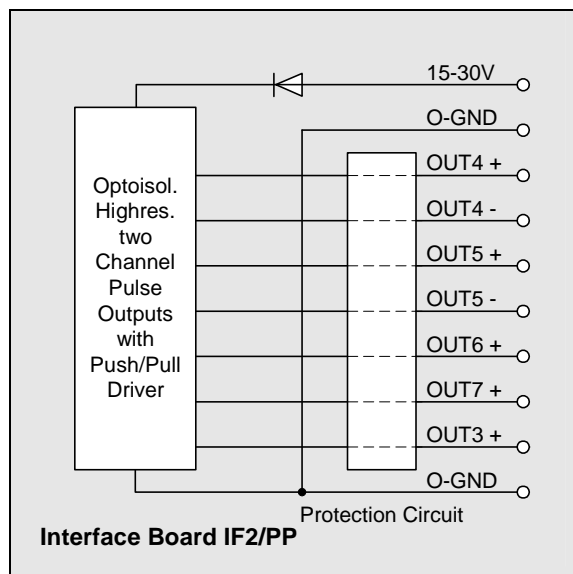 15-30V
O-GND
OUT4 +
OUT4 -
OUT5 +
OUT5 -
OUT6 +
OUT7 +
OUT3 +
O-GND
Optoisol.
Highres.
two
Channel
Pulse
Outputs
with
Push/Pull
Driver
Protection Circuit
Interface Board IF2/PP